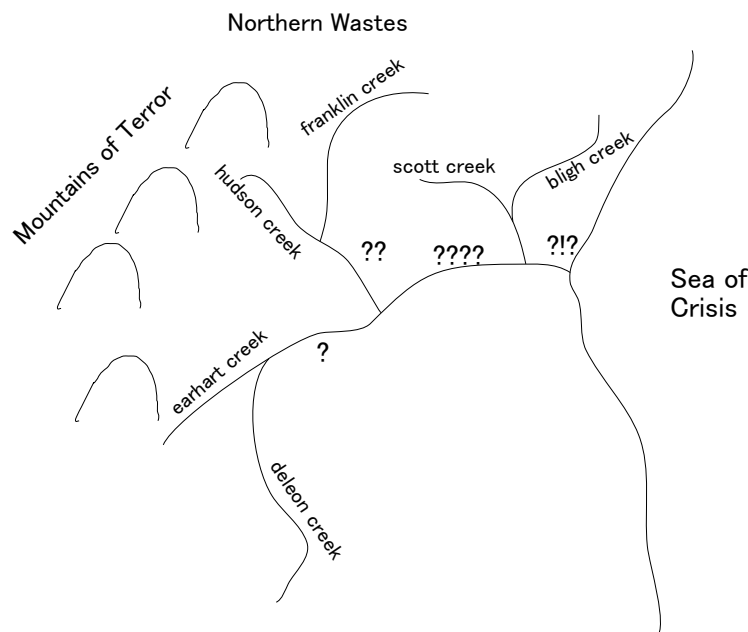 Northern Wastes
Mountains of Terror
franklin creek
hudson creek
scott creek
bligh creek
??
????
?!?
Sea of
Crisis
earhart creek
?
deleon creek